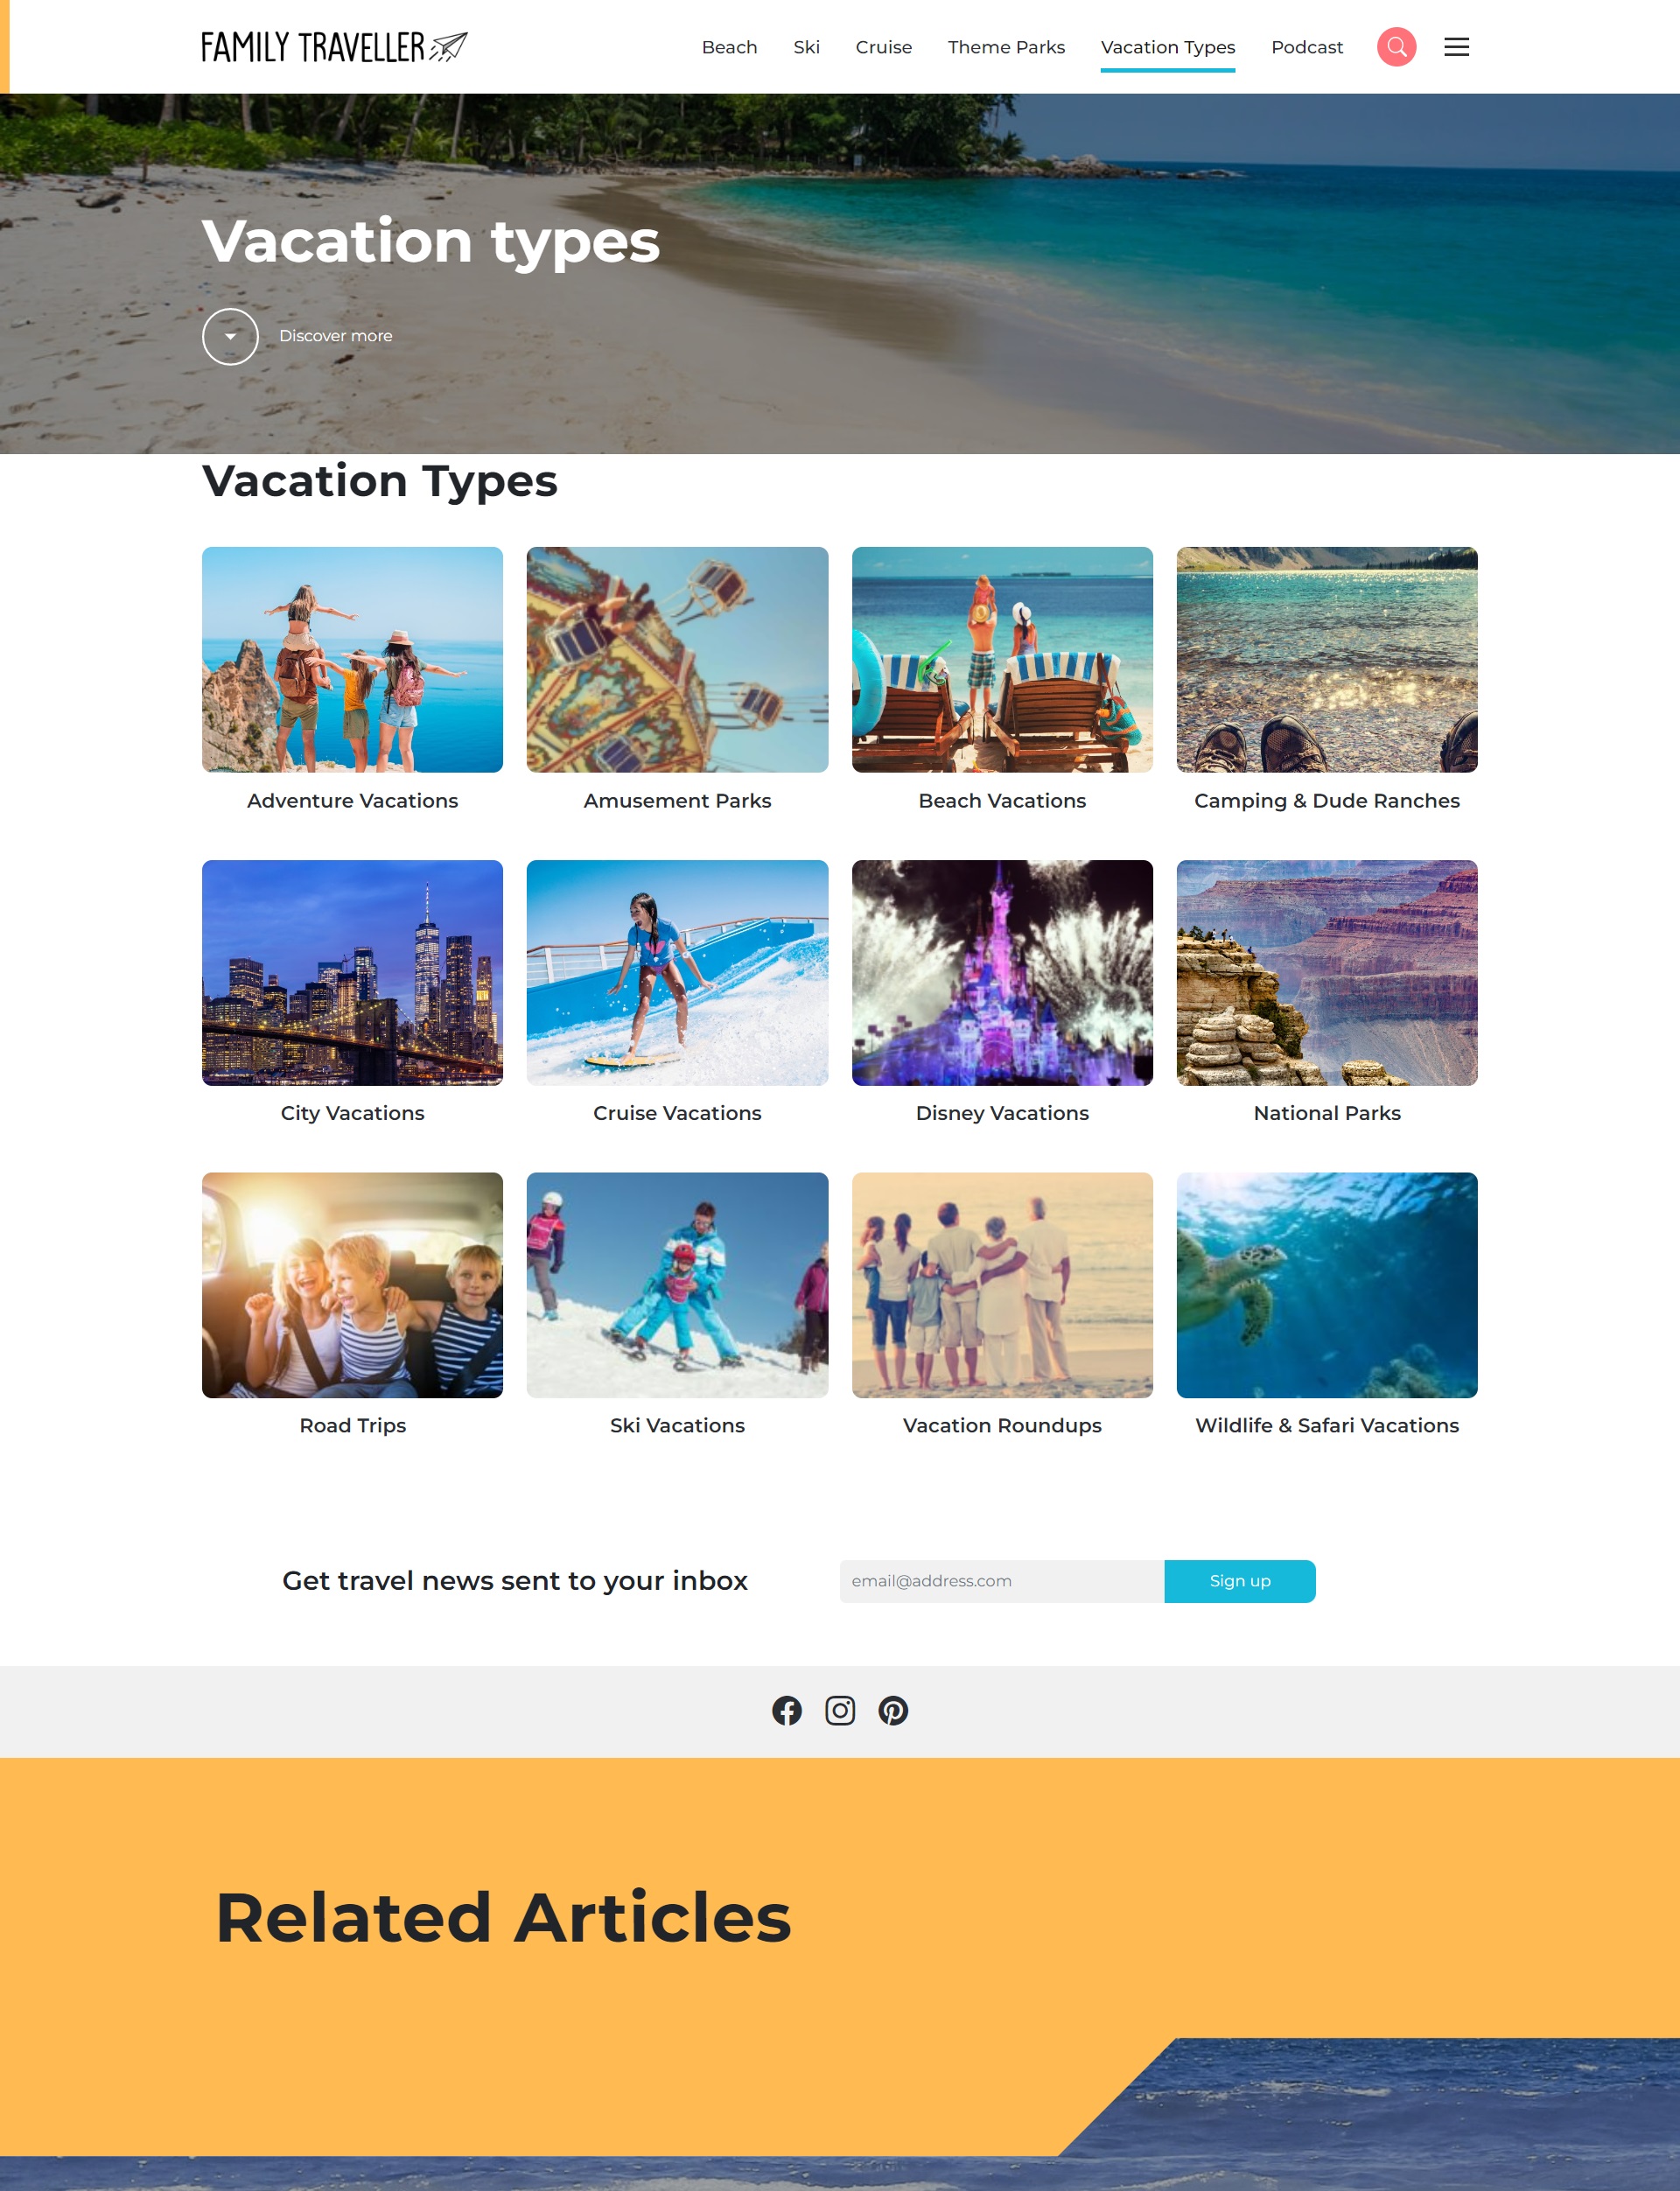 FAMILY TRAVELLER
Beach Ski Cruise Theme Parks Vacation Types Podcast
Vacation types
Discover more
Vacation Types
Adventure Vacations Amusement Parks Beach Vacations Camping & Dude Ranches
City Vacations Cruise Vacations Disney Vacations National Parks
Road Trips Ski Vacations Vacation Roundups Wildlife & Safari Vacations
Get travel news sent to your inbox email@address.com Sign up
Related Articles